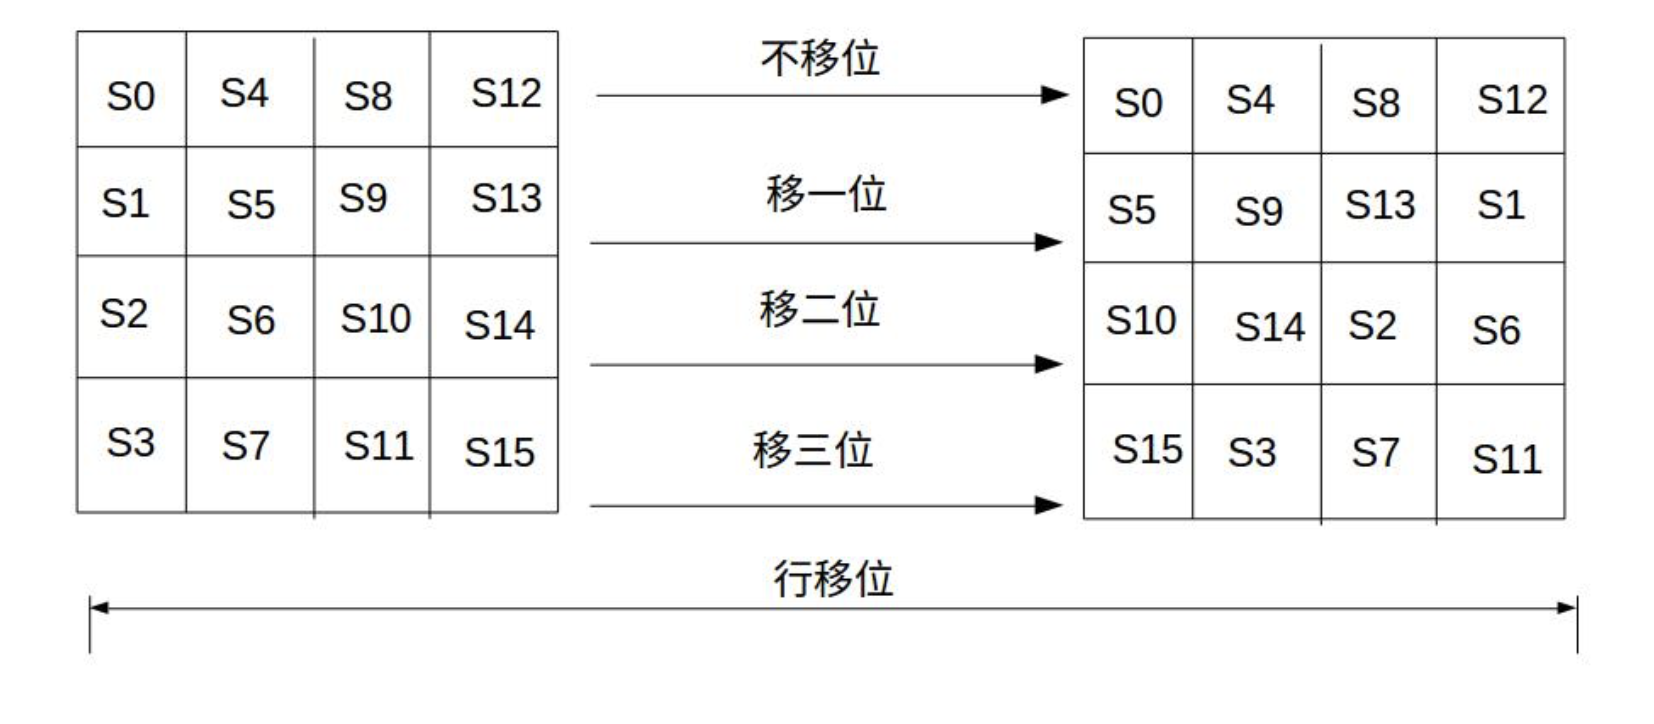 S0 S4 S8 S12 不移位 S0 S4 S8 S12
S1 S5 S9 S13 移一位 S5 S9 S13 S1
S2 S6 S10 S14 移二位 S10 S14 S2 S6
S3 S7 S11 S15 移三位 S15 S3 S7 S11
行移位